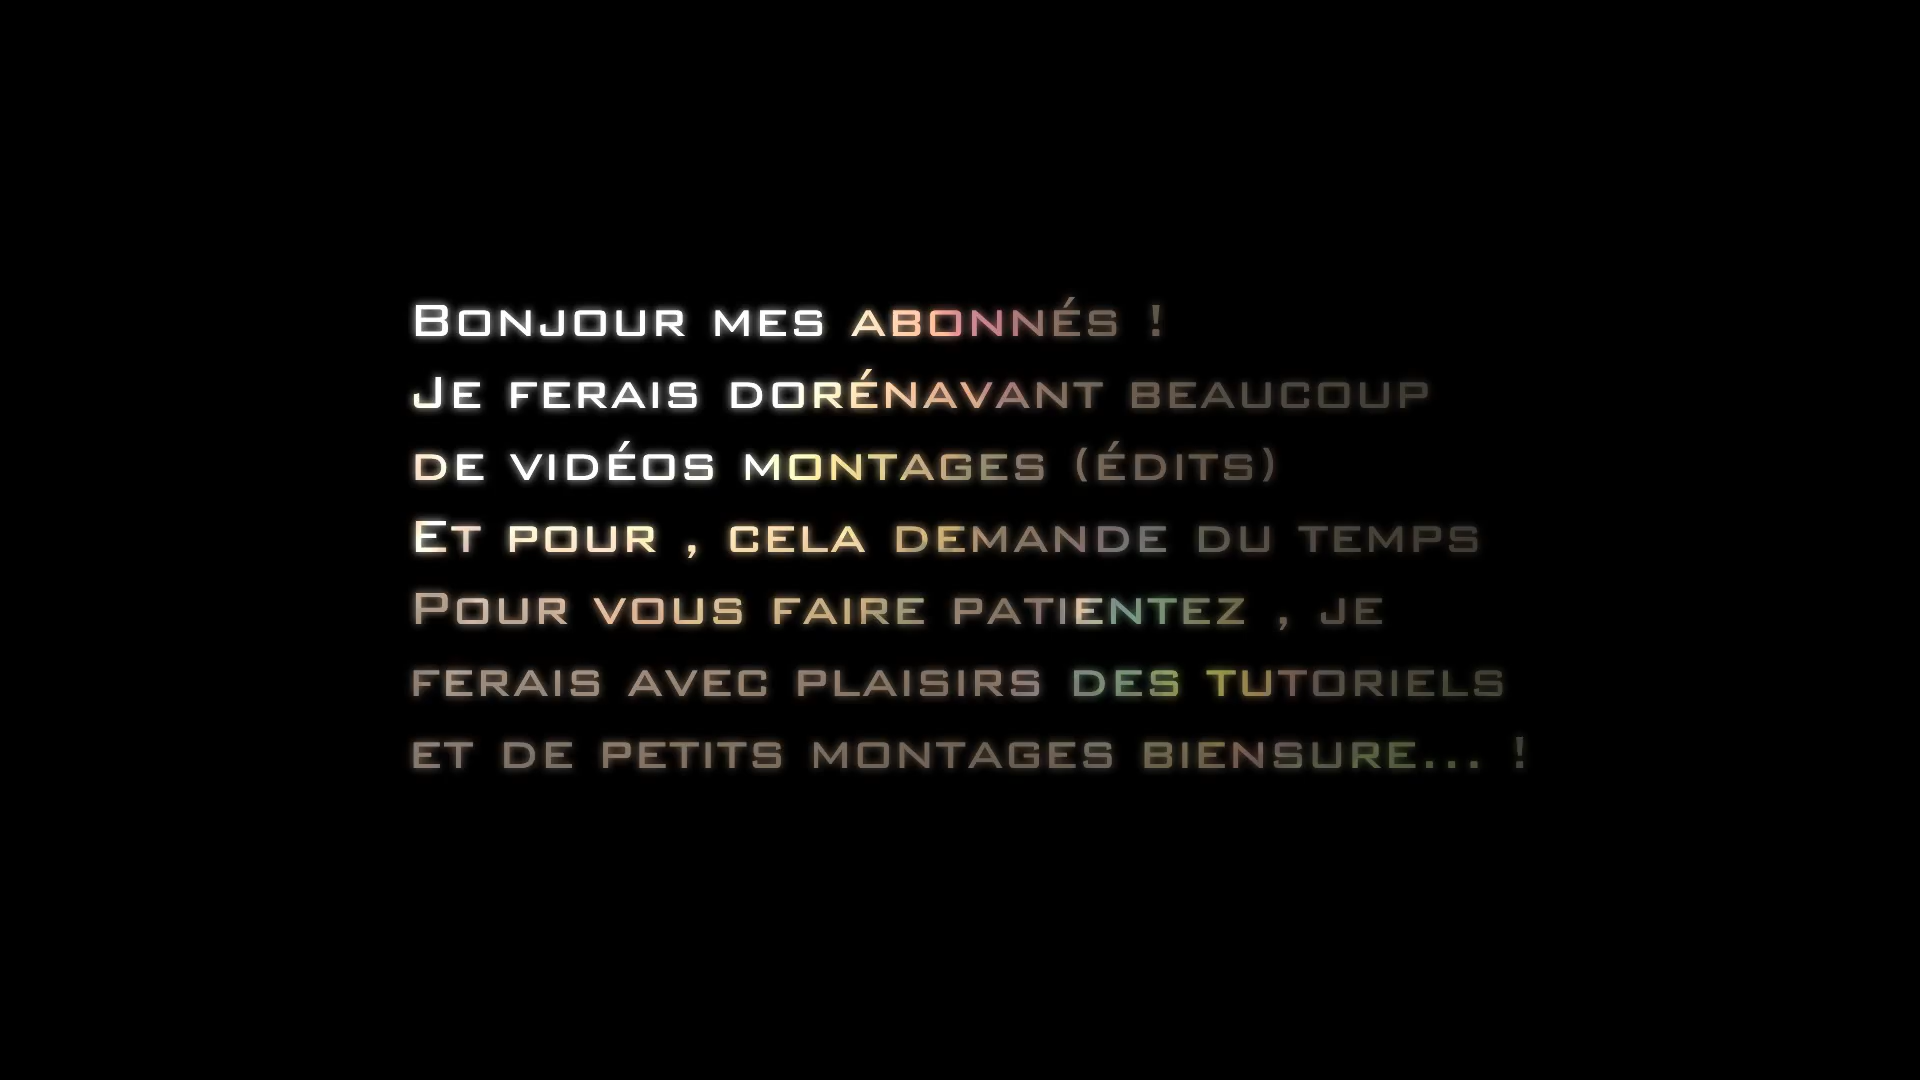 Bonjour mes abonnés !
Je ferais dorénavant beaucoup
de vidéos montages (édits)
Et pour , cela demande du temps
Pour vous faire patientez , je
ferais avec plaisirs des tutoriels
et de petits montages biensure... !